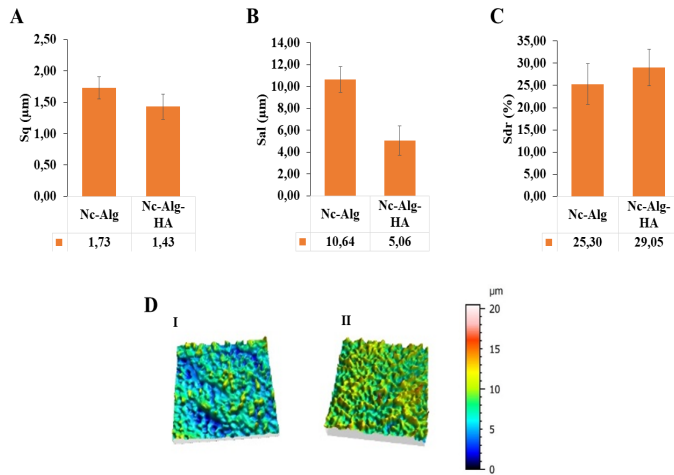 A
Sq (µm)
2,50
2,00
1,50
1,00
0,50
0,00
Nc-Alg
Nc-Alg-
HA
1,73
1,43
B
Sal (µm)
14,00
12,00
10,00
8,00
6,00
4,00
2,00
0,00
Nc-Alg
Nc-Alg-
HA
10,64
5,06
C
Sdr (%)
35,00
30,00
25,00
20,00
15,00
10,00
5,00
0,00
Nc-Alg
Nc-Alg-
HA
25,30
29,05
D
I
II
µm
20
15
10
5
0